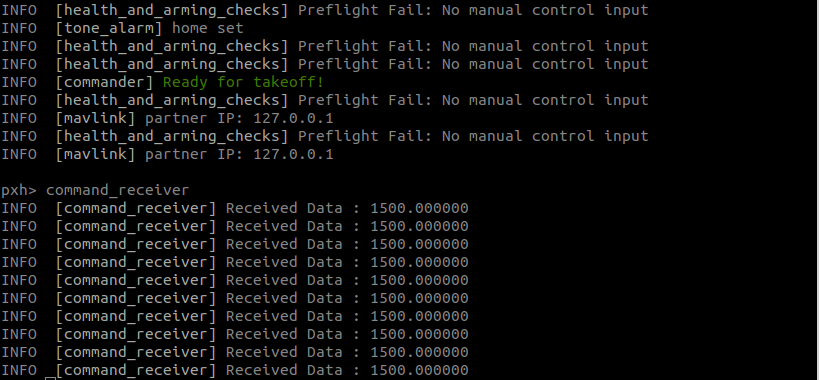 INFO [health_and_arming_checks] Preflight Fail: No manual control input
INFO [tone_alarm] home set
INFO [health_and_arming_checks] Preflight Fail: No manual control input
INFO [health_and_arming_checks] Preflight Fail: No manual control input
INFO [commander] Ready for takeoff!
INFO [health_and_arming_checks] Preflight Fail: No manual control input
INFO [mavlink] partner IP: 127.0.0.1
INFO [health_and_arming_checks] Preflight Fail: No manual control input
INFO [mavlink] partner IP: 127.0.0.1
pxh> command_receiver
INFO [command_receiver] Received Data : 1500.000000
INFO [command_receiver] Received Data : 1500.000000
INFO [command_receiver] Received Data : 1500.000000
INFO [command_receiver] Received Data : 1500.000000
INFO [command_receiver] Received Data : 1500.000000
INFO [command_receiver] Received Data : 1500.000000
INFO [command_receiver] Received Data : 1500.000000
INFO [command_receiver] Received Data : 1500.000000
INFO [command_receiver] Received Data : 1500.000000
INFO [command_receiver] Received Data : 1500.000000